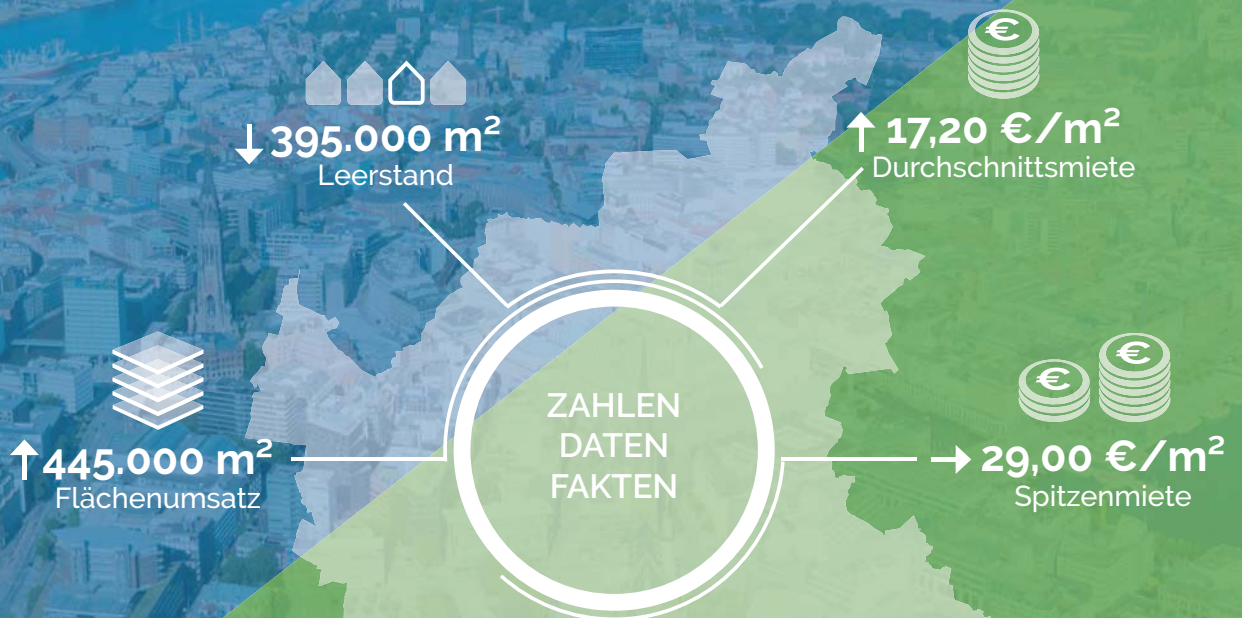 ↓ 395.000 m²
Leerstand
↑ 17,20 €/m²
Durchschnittsmiete
ZAHLEN
DATEN
FAKTEN
↑ 445.000 m²
Flächenumsatz
→ 29,00 €/m²
Spitzenmiete